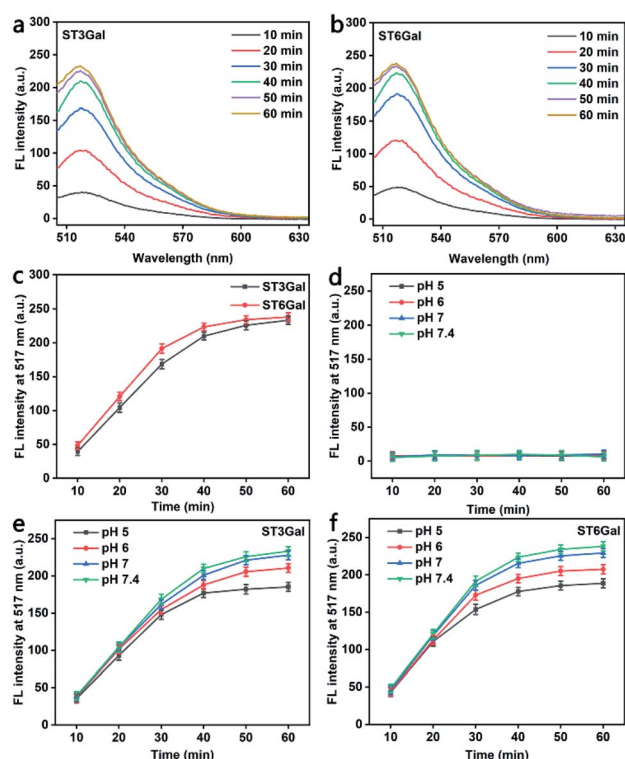 a
ST3Gal
10 min
20 min
30 min
40 min
50 min
60 min
FL intensity (a.u.)
300
250
200
150
100
50
0
510 540 570 600 630
Wavelength (nm)
b
ST6Gal
10 min
20 min
30 min
40 min
50 min
60 min
FL intensity (a.u.)
300
250
200
150
100
50
0
510 540 570 600 630
Wavelength (nm)
c
ST3Gal
ST6Gal
FL intensity at 517 nm (a.u.)
300
250
200
150
100
50
0
10 20 30 40 50 60
Time (min)
d
pH 5
pH 6
pH 7
pH 7.4
FL intensity at 517 nm (a.u.)
250
200
150
100
50
0
10 20 30 40 50 60
Time (min)
e
ST3Gal
pH 5
pH 6
pH 7
pH 7.4
FL intensity at 517 nm (a.u.)
250
200
150
100
50
0
10 20 30 40 50 60
Time (min)
f
ST6Gal
pH 5
pH 6
pH 7
pH 7.4
FL intensity at 517 nm (a.u.)
250
200
150
100
50
0
10 20 30 40 50 60
Time (min)